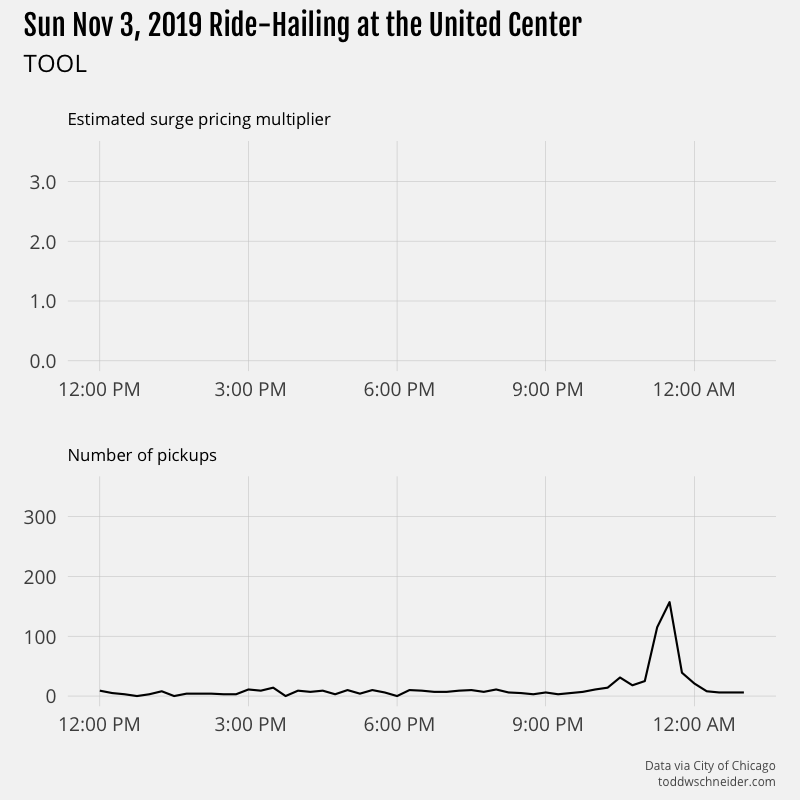 Sun Nov 3, 2019 Ride-Hailing at the United Center
TOOL
Estimated surge pricing multiplier
3.0
2.0
1.0
0.0
12:00 PM 3:00 PM 6:00 PM 9:00 PM 12:00 AM
Number of pickups
300
200
100
0
12:00 PM 3:00 PM 6:00 PM 9:00 PM 12:00 AM
Data via City of Chicago
toddwschneider.com